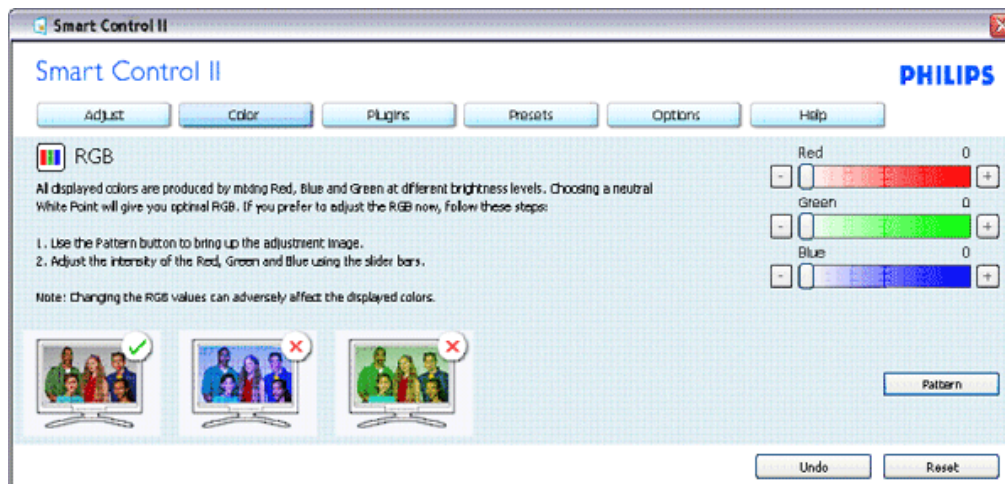 Smart Control II
Smart Control II
PHILIPS
Adjust Color Plugins Presets Options Help
RGB
All displayed colors are produced by mixing Red, Blue and Green at different brightness levels. Choosing a neutral
White Point will give you optimal RGB. If you prefer to adjust the RGB now, follow these steps:
1. Use the Pattern button to bring up the adjustment image.
2. Adjust the intensity of the Red, Green and Blue using the slider bars.
Note: Changing the RGB values can adversely affect the displayed colors.
Red 0
- +
Green 0
- +
Blue 0
- +
Pattern
Undo Reset